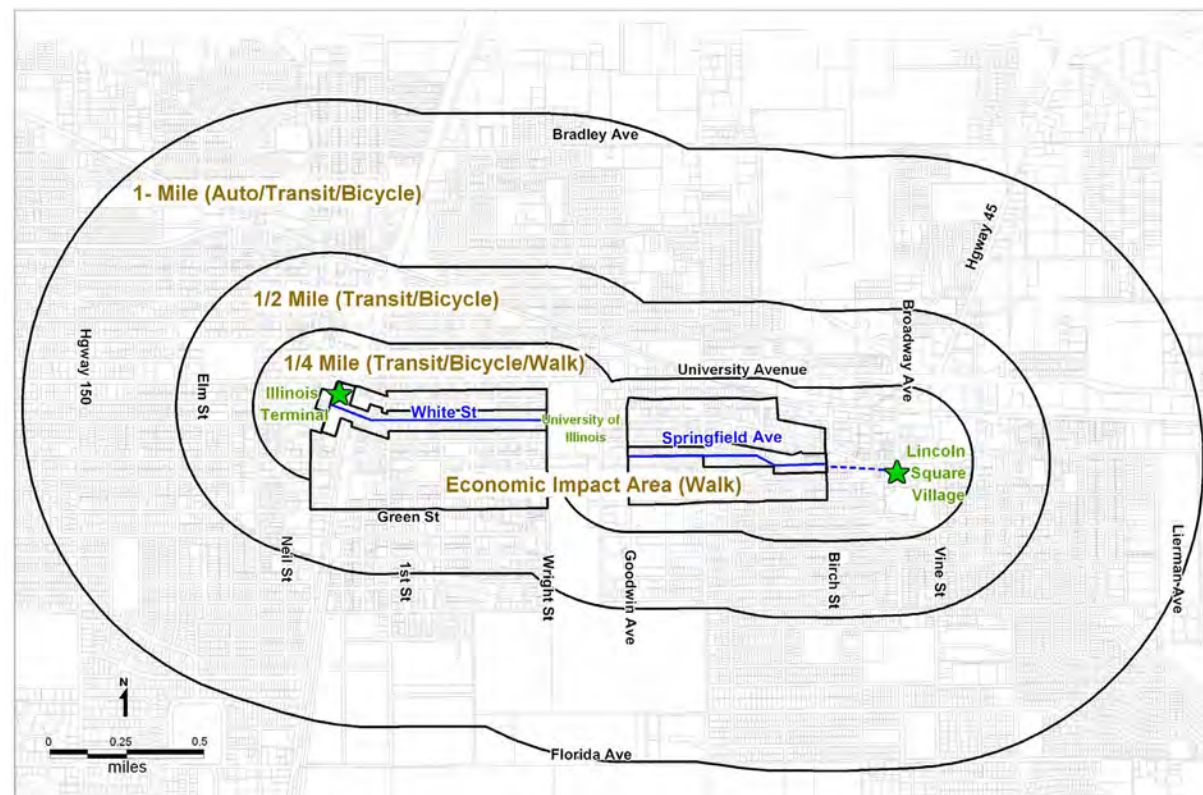 Bradley Ave
1- Mile (Auto/Transit/Bicycle)
Hgway 45
1/2 Mile (Transit/Bicycle)
Broadway Ave
Hgway 150
1/4 Mile (Transit/Bicycle/Walk)
University Avenue
Elm St
Illinois
Terminal
White St
University of
Illinois
Springfield Ave
Lincoln
Square
Village
Economic Impact Area (Walk)
Green St
Neil St
1st St
Wright St
Goodwin Ave
Birch St
Vine St
Lierman Ave
N
0 0.25 0.5
miles
Florida Ave